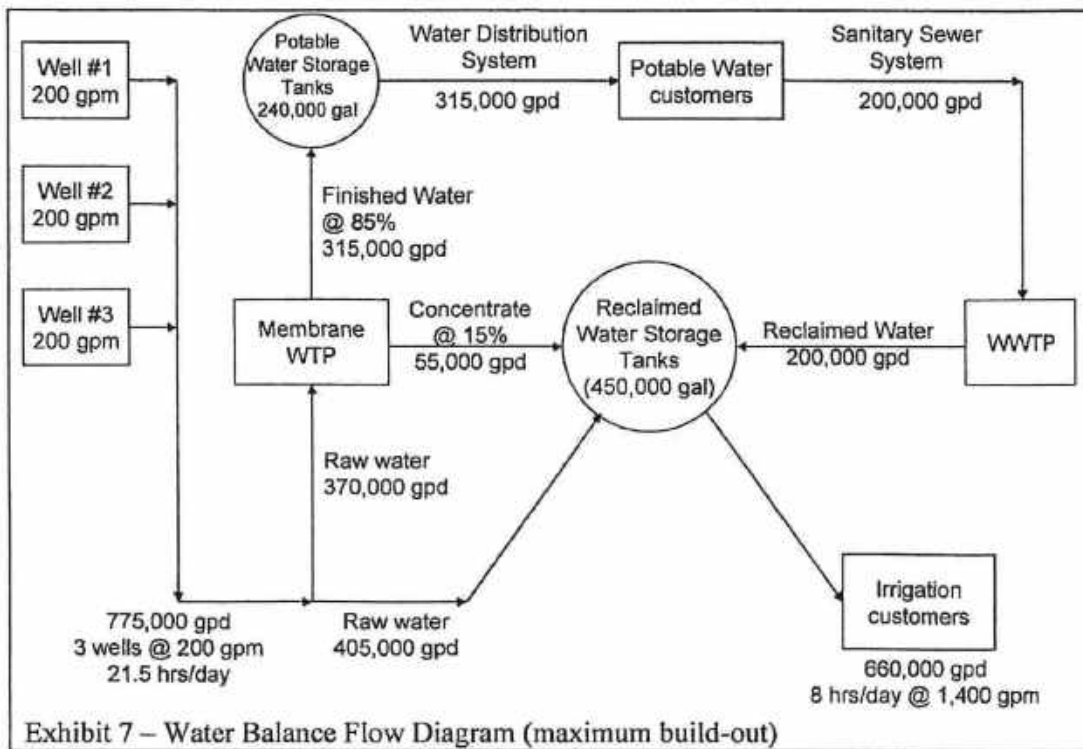 Well #1
200 gpm
Well #2
200 gpm
Well #3
200 gpm
Potable
Water Storage
Tanks
240,000 gal
Water Distribution
System
315,000 gpd
Potable Water
customers
Sanitary Sewer
System
200,000 gpd
Finished Water
@ 85%
315,000 gpd
Membrane
WTP
Concentrate
@ 15%
55,000 gpd
Reclaimed
Water Storage
Tanks
(450,000 gal)
Reclaimed Water
200,000 gpd
WWTP
Raw water
370,000 gpd
775,000 gpd
3 wells @ 200 gpm
21.5 hrs/day
Raw water
405,000 gpd
Irrigation
customers
660,000 gpd
8 hrs/day @ 1,400 gpm
Exhibit 7 – Water Balance Flow Diagram (maximum build-out)